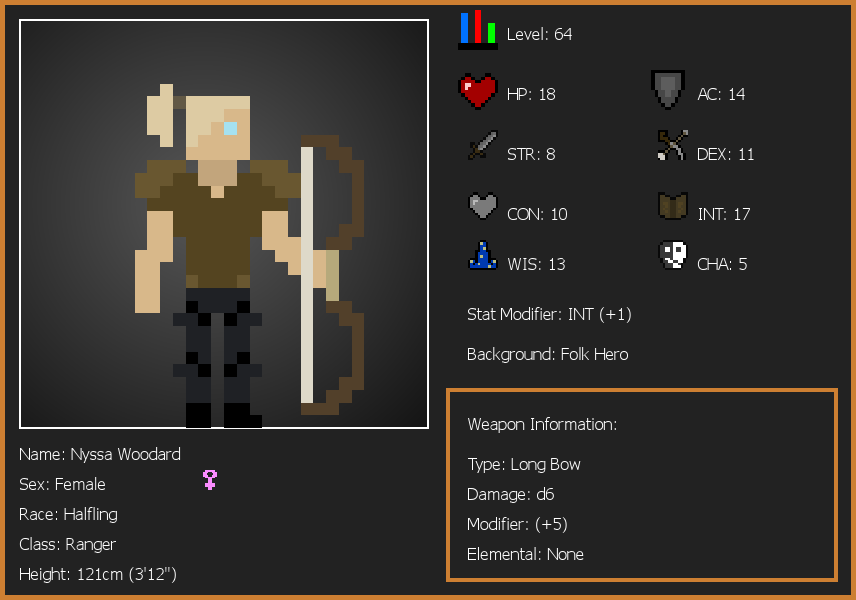 Level: 64
HP: 18
AC: 14
STR: 8
DEX: 11
CON: 10
INT: 17
WIS: 13
CHA: 5
Stat Modifier: INT (+1)
Background: Folk Hero
Weapon Information:
Type: Long Bow
Damage: d6
Modifier: (+5)
Elemental: None
Name: Nyssa Woodard
Sex: Female
Race: Halfling
Class: Ranger
Height: 121cm (3'12")